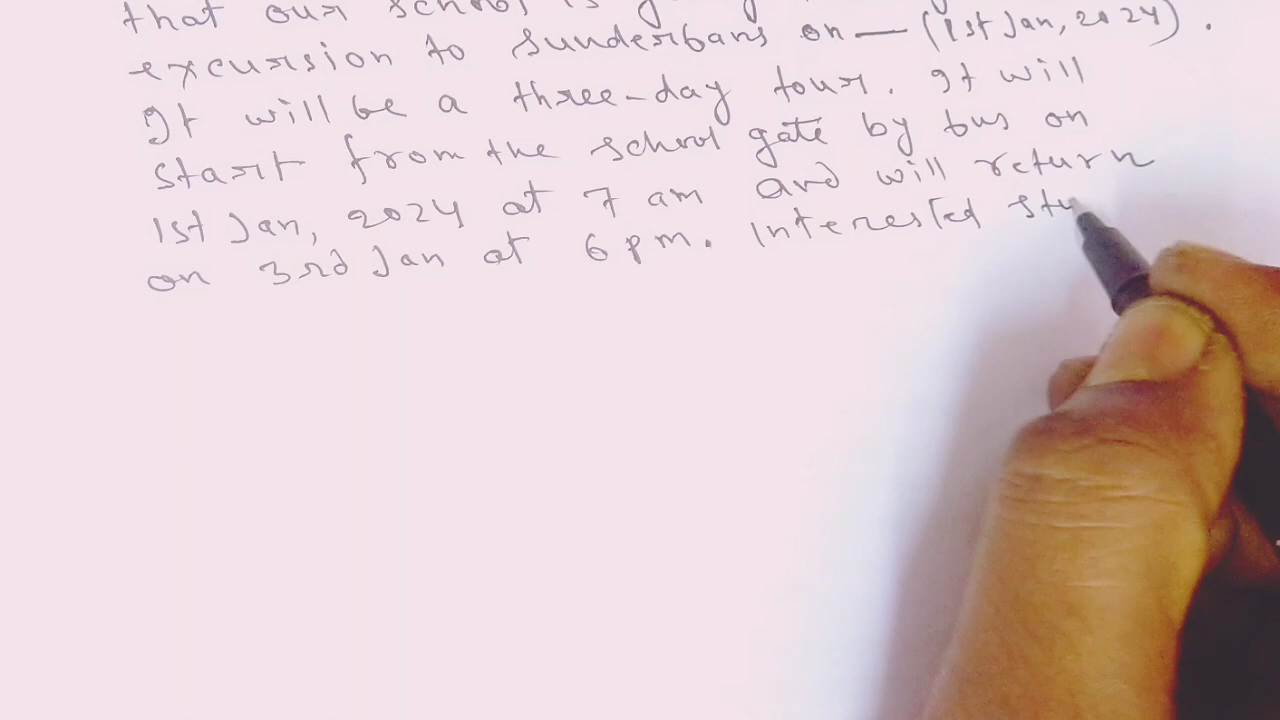 that our school is
excursion to Sunderbans on — (1st Jan, 2024).
It will be a three-day tour. It will
start from the school gate by bus on
1st Jan, 2024 at 7 am and will return
on 3rd Jan at 6 pm. Interested stu